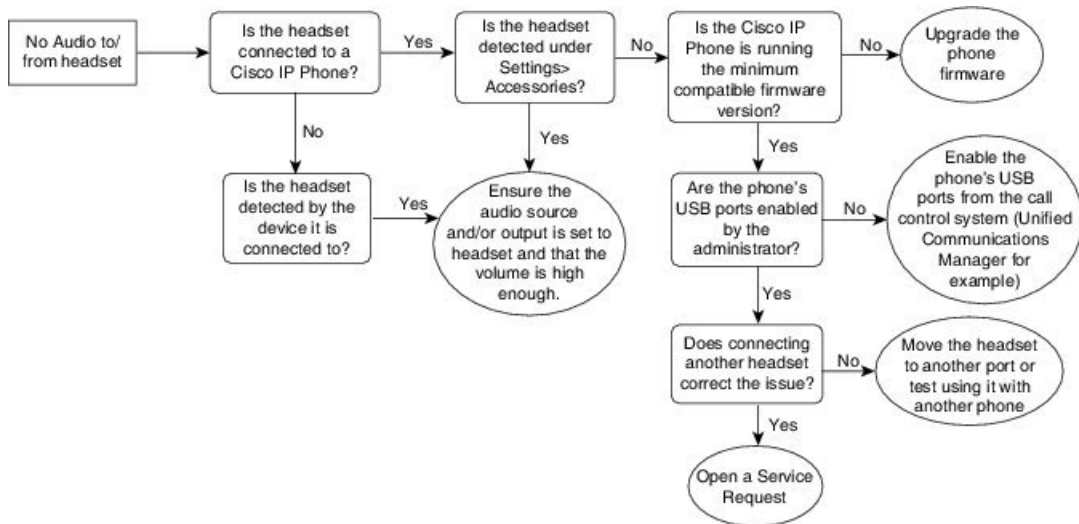 No Audio to/
from headset
Is the headset
connected to a
Cisco IP Phone?
Yes
Is the headset
detected under
Settings>
Accessories?
No
Is the Cisco IP
Phone is running
the minimum
compatible firmware
version?
No
Upgrade the
phone
firmware
No
Yes
Yes
Is the headset
detected by the
device it is
connected to?
Yes
Ensure the
audio source
and/or output is set to
headset and that the
volume is high
enough.
Are the phone's
USB ports enabled
by the
administrator?
No
Enable the
phone's USB
ports from the call
control system (Unified
Communications
Manager for
example)
Yes
Does connecting
another headset
correct the issue?
No
Move the headset
to another port or
test using it with
another phone
Yes
Open a Service
Request